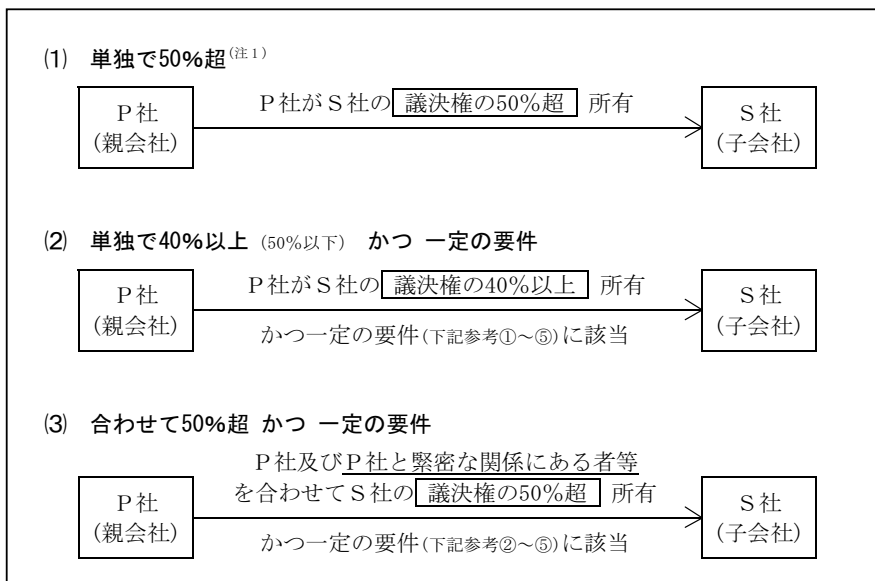 ⑴ 単独で50％超(注１)
Ｐ社がＳ社の 議決権の50％超 所有
Ｐ社
(親会社)
Ｓ社
(子会社)
⑵ 単独で40％以上 (50％以下) かつ 一定の要件
Ｐ社がＳ社の 議決権の40％以上 所有
Ｐ社
(親会社)
Ｓ社
(子会社)
かつ一定の要件(下記参考①～⑤)に該当
⑶ 合わせて50％超 かつ 一定の要件
Ｐ社及びＰ社と緊密な関係にある者等
を合わせてＳ社の 議決権の50％超 所有
Ｐ社
(親会社)
Ｓ社
(子会社)
かつ一定の要件(下記参考②～⑤)に該当